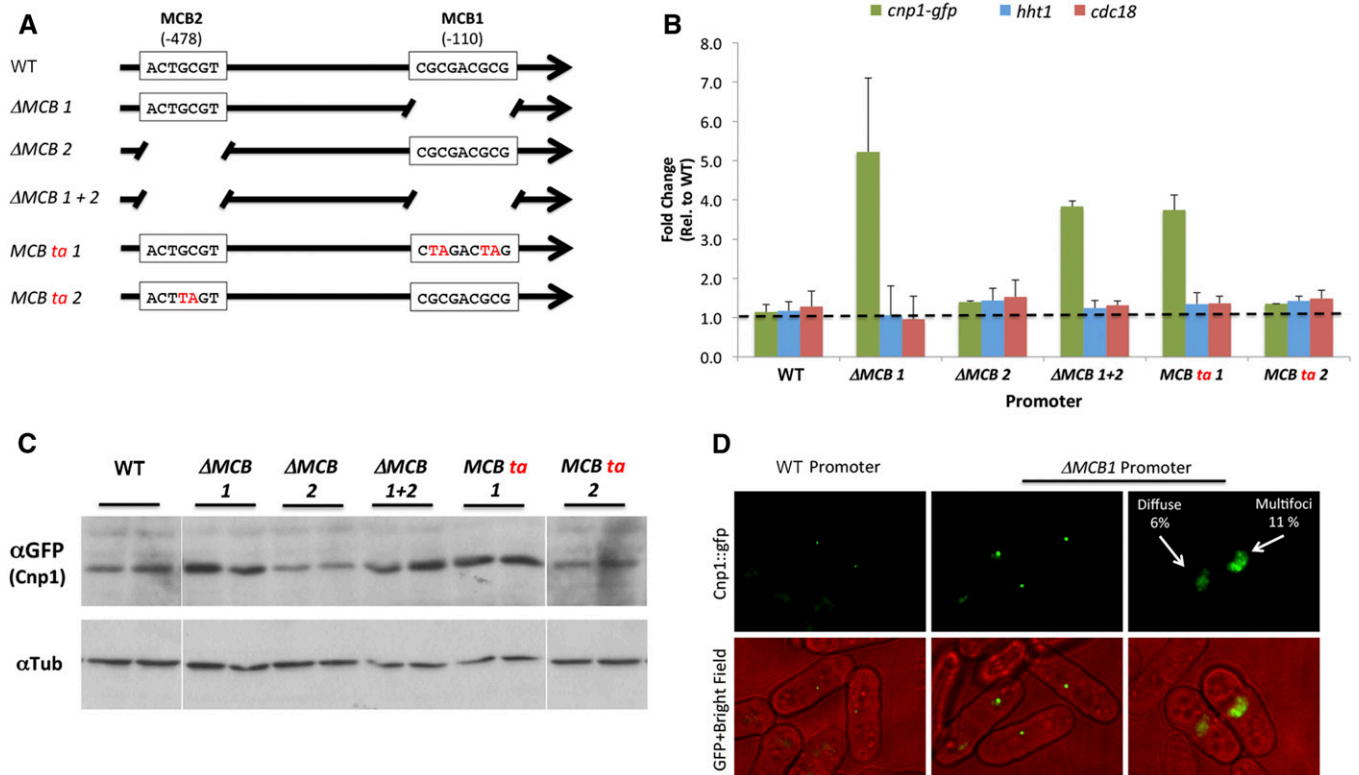 A
MCB2
(-478)
MCB1
(-110)
WT
ACTGCGT
CGCGACGCG
ΔMCB 1
ACTGCGT
ΔMCB 2
CGCGACGCG
ΔMCB 1 + 2
MCB ta 1
ACTGCGT
CTAGACTAG
MCB ta 2
ACTTAGT
CGCGACGCG
B
cnp1-gfp
hht1
cdc18
Fold Change
(Rel. to WT)
8.0
7.0
6.0
5.0
4.0
3.0
2.0
1.0
0.0
WT
ΔMCB 1
ΔMCB 2
ΔMCB 1+2
MCB ta 1
MCB ta 2
Promoter
C
WT
ΔMCB
1
ΔMCB
2
ΔMCB
1+2
MCB ta
1
MCB ta
2
αGFP
(Cnp1)
αTub
D
WT Promoter
ΔMCB1 Promoter
Cnp1::gfp
Diffuse
6%
Multifoci
11 %
GFP+Bright Field